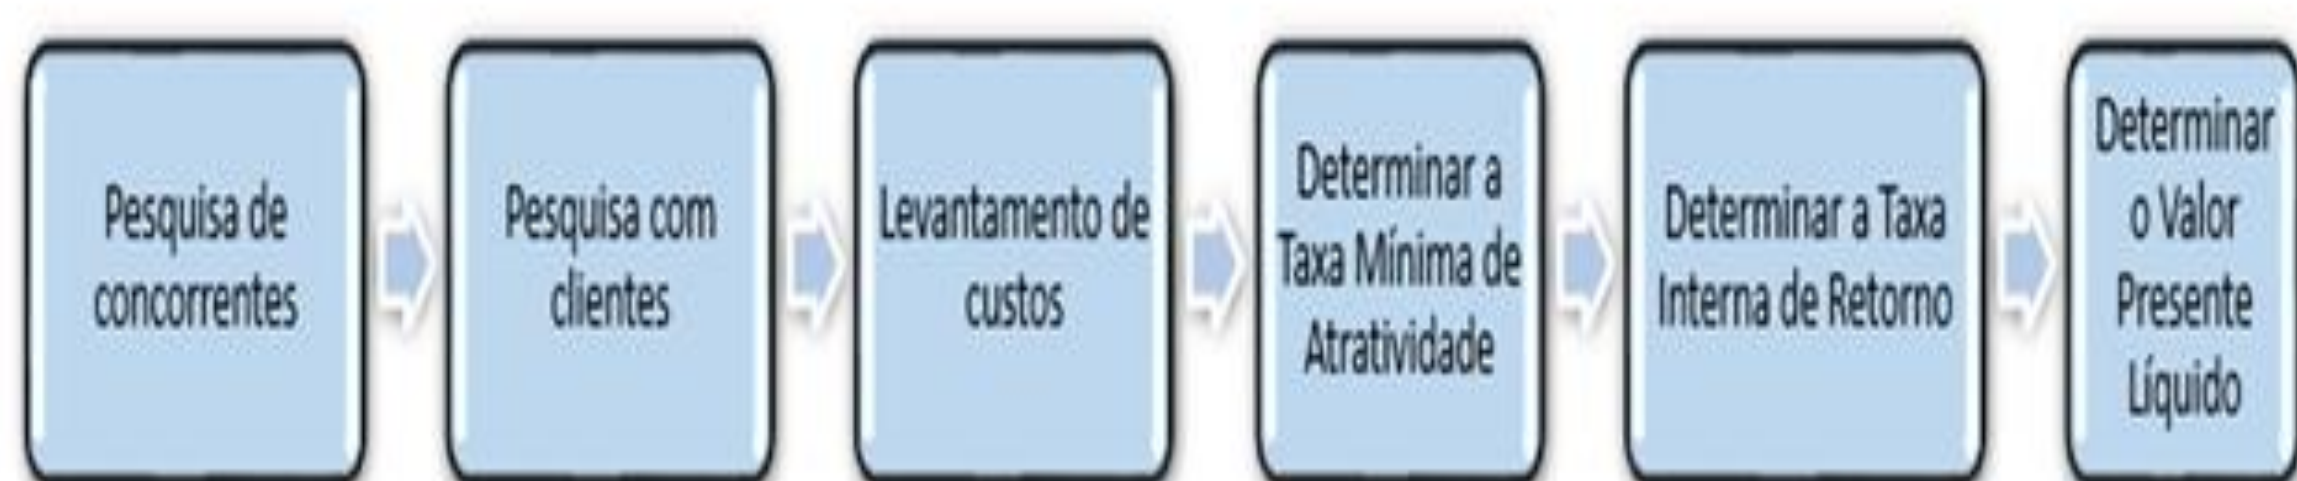 Pesquisa de
concorrentes
Pesquisa com
clientes
Levantamento de
custos
Determinar a
Taxa Mínima de
Atratividade
Determinar a Taxa
Interna de Retorno
Determinar
o Valor
Presente
Líquido